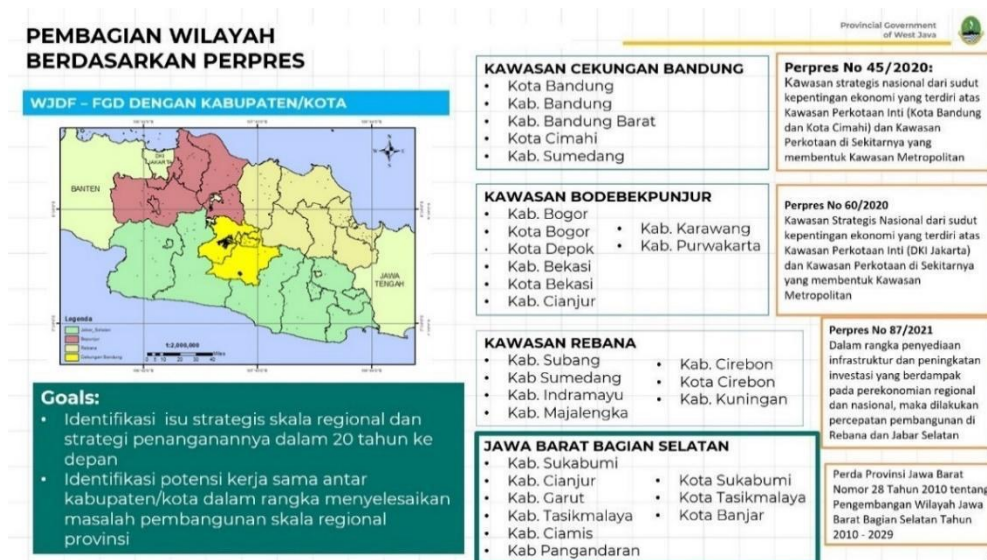 PEMBAGIAN WILAYAH
BERDASARKAN PERPRES
Provincial Government
of West Java
WJDF – FGD DENGAN KABUPATEN/KOTA
BANTEN
DKI
JAKARTA
JAWA
TENGAH
Legenda
Jabar_Selatan
Rebana
Cekungan Bandung
1:2,000,000
Miles
Goals:
• Identifikasi isu strategis skala regional dan
strategi penanganannya dalam 20 tahun ke
depan
• Identifikasi potensi kerja sama antar
kabupaten/kota dalam rangka menyelesaikan
masalah pembangunan skala regional
provinsi
KAWASAN CEKUNGAN BANDUNG
• Kota Bandung
• Kab. Bandung
• Kab. Bandung Barat
• Kota Cimahi
• Kab. Sumedang
Perpres No 45/2020:
Kawasan strategis nasional dari sudut
kepentingan ekonomi yang terdiri atas
Kawasan Perkotaan Inti (Kota Bandung
dan Kota Cimahi) dan Kawasan
Perkotaan di Sekitarnya yang
membentuk Kawasan Metropolitan
KAWASAN BODEBEKPUNJUR
• Kab. Bogor
• Kota Bogor
• Kota Depok
• Kab. Bekasi
• Kota Bekasi
• Kab. Cianjur
• Kab. Karawang
• Kab. Purwakarta
Perpres No 60/2020
Kawasan Strategis Nasional dari sudut
kepentingan ekonomi yang terdiri atas
Kawasan Perkotaan Inti (DKI Jakarta)
dan Kawasan Perkotaan di Sekitarnya
yang membentuk Kawasan
Metropolitan
KAWASAN REBANA
• Kab. Subang
• Kab Sumedang
• Kab. Indramayu
• Kab. Majalengka
• Kab. Cirebon
• Kota Cirebon
• Kab. Kuningan
Perpres No 87/2021
Dalam rangka penyediaan
infrastruktur dan peningkatan
investasi yang berdampak
pada perekonomian regional
dan nasional, maka dilakukan
percepatan pembangunan di
Rebana dan Jabar Selatan
JAWA BARAT BAGIAN SELATAN
• Kab. Sukabumi
• Kab. Cianjur
• Kab. Garut
• Kab. Tasikmalaya
• Kab. Ciamis
• Kab Pangandaran
• Kota Sukabumi
• Kota Tasikmalaya
• Kota Banjar
Perda Provinsi Jawa Barat
Nomor 28 Tahun 2010 tentang
Pengembangan Wilayah Jawa
Barat Bagian Selatan Tahun
2010 - 2029